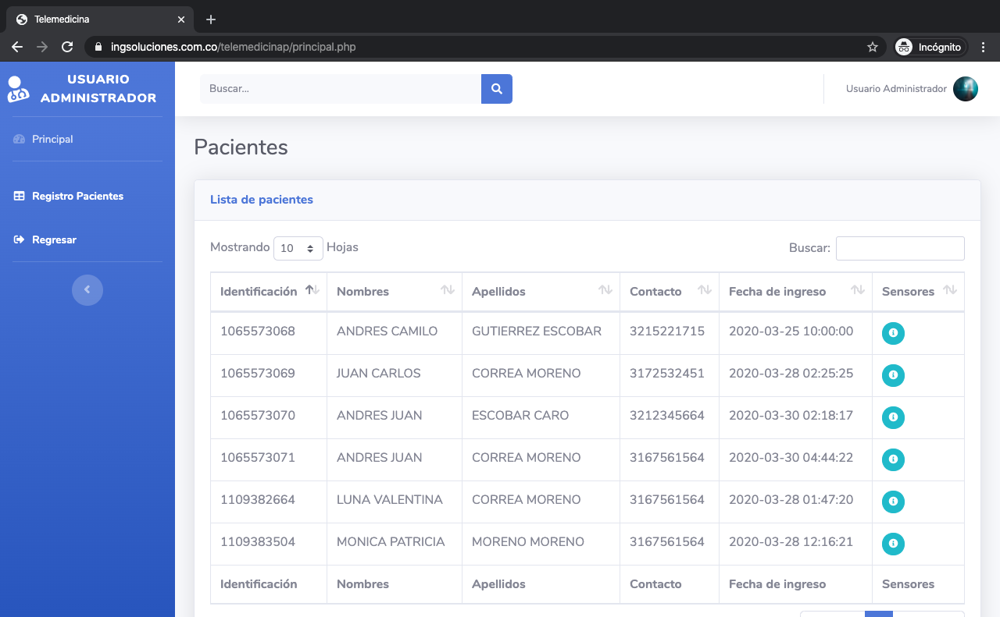 Telemedicina
ingsoluciones.com.co/telemedicinap/principal.php
Incógnito
USUARIO
ADMINISTRADOR
Buscar...
Usuario Administrador
Principal
Registro Pacientes
Regresar
Pacientes
Lista de pacientes
Mostrando 10 Hojas
Buscar:
Identificación Nombres Apellidos Contacto Fecha de ingreso Sensores
1065573068 ANDRES CAMILO GUTIERREZ ESCOBAR 3215221715 2020-03-25 10:00:00
1065573069 JUAN CARLOS CORREA MORENO 3172532451 2020-03-28 02:25:25
1065573070 ANDRES JUAN ESCOBAR CARO 3212345664 2020-03-30 02:18:17
1065573071 ANDRES JUAN CORREA MORENO 3167561564 2020-03-30 04:44:22
1109382664 LUNA VALENTINA CORREA MORENO 3167561564 2020-03-28 01:47:20
1109383504 MONICA PATRICIA MORENO MORENO 3167561564 2020-03-28 12:16:21
Identificación Nombres Apellidos Contacto Fecha de ingreso Sensores